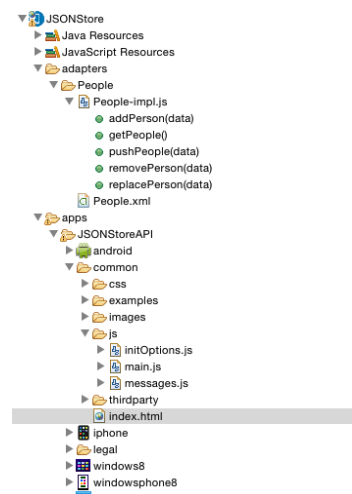 JSONStore
Java Resources
JavaScript Resources
adapters
People
People-impl.js
addPerson(data)
getPeople()
pushPeople(data)
removePerson(data)
replacePerson(data)
People.xml
apps
JSONStoreAPI
android
common
css
examples
images
js
initOptions.js
main.js
messages.js
thirdparty
index.html
iphone
legal
windows8
windowsphone8